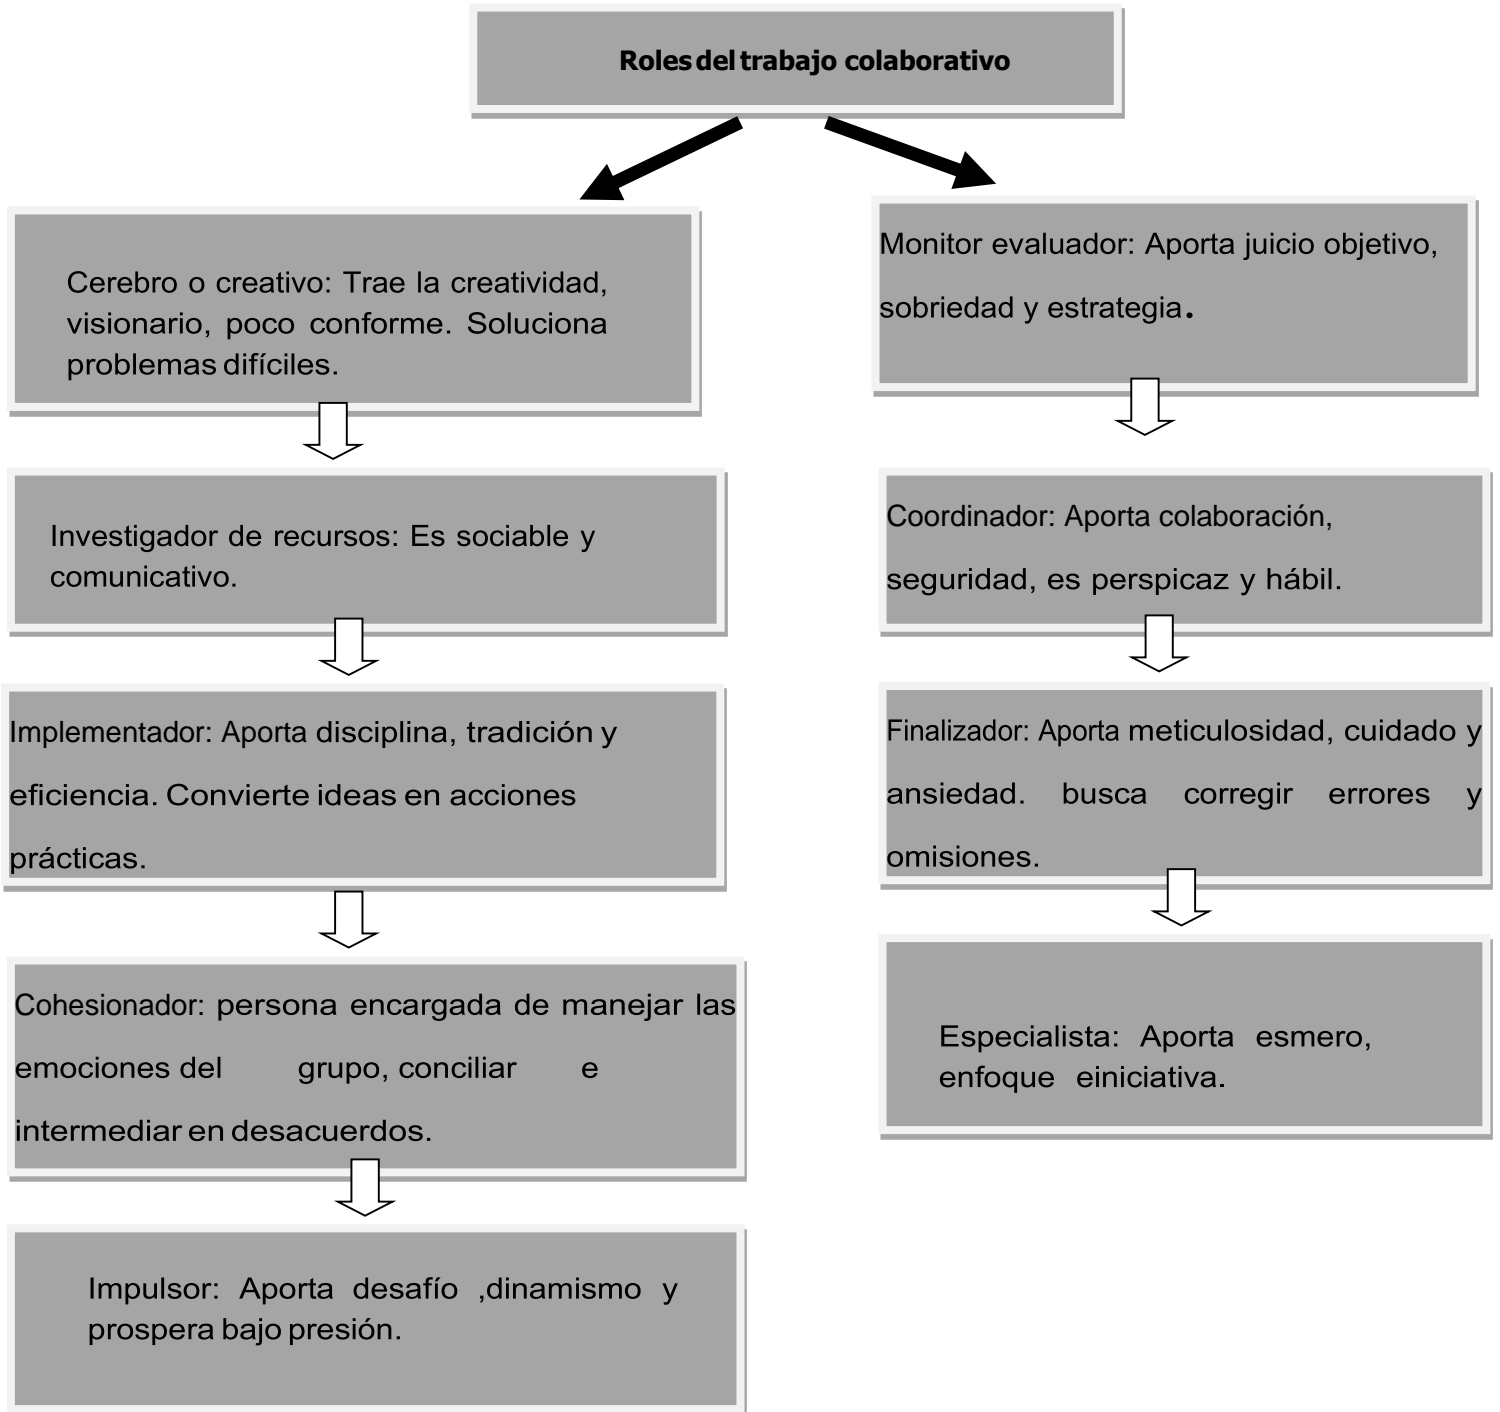 Roles del trabajo colaborativo
Cerebro o creativo: Trae la creatividad,
visionario, poco conforme. Soluciona
problemas difíciles.
Investigador de recursos: Es sociable y
comunicativo.
Implementador: Aporta disciplina, tradición y
eficiencia. Convierte ideas en acciones
prácticas.
Cohesionador: persona encargada de manejar las
emociones del grupo, conciliar e
intermediar en desacuerdos.
Impulsor: Aporta desafío ,dinamismo y
prospera bajo presión.
Monitor evaluador: Aporta juicio objetivo,
sobriedad y estrategia.
Coordinador: Aporta colaboración,
seguridad, es perspicaz y hábil.
Finalizador: Aporta meticulosidad, cuidado y
ansiedad. busca corregir errores y
omisiones.
Especialista: Aporta esmero,
enfoque einiciativa.